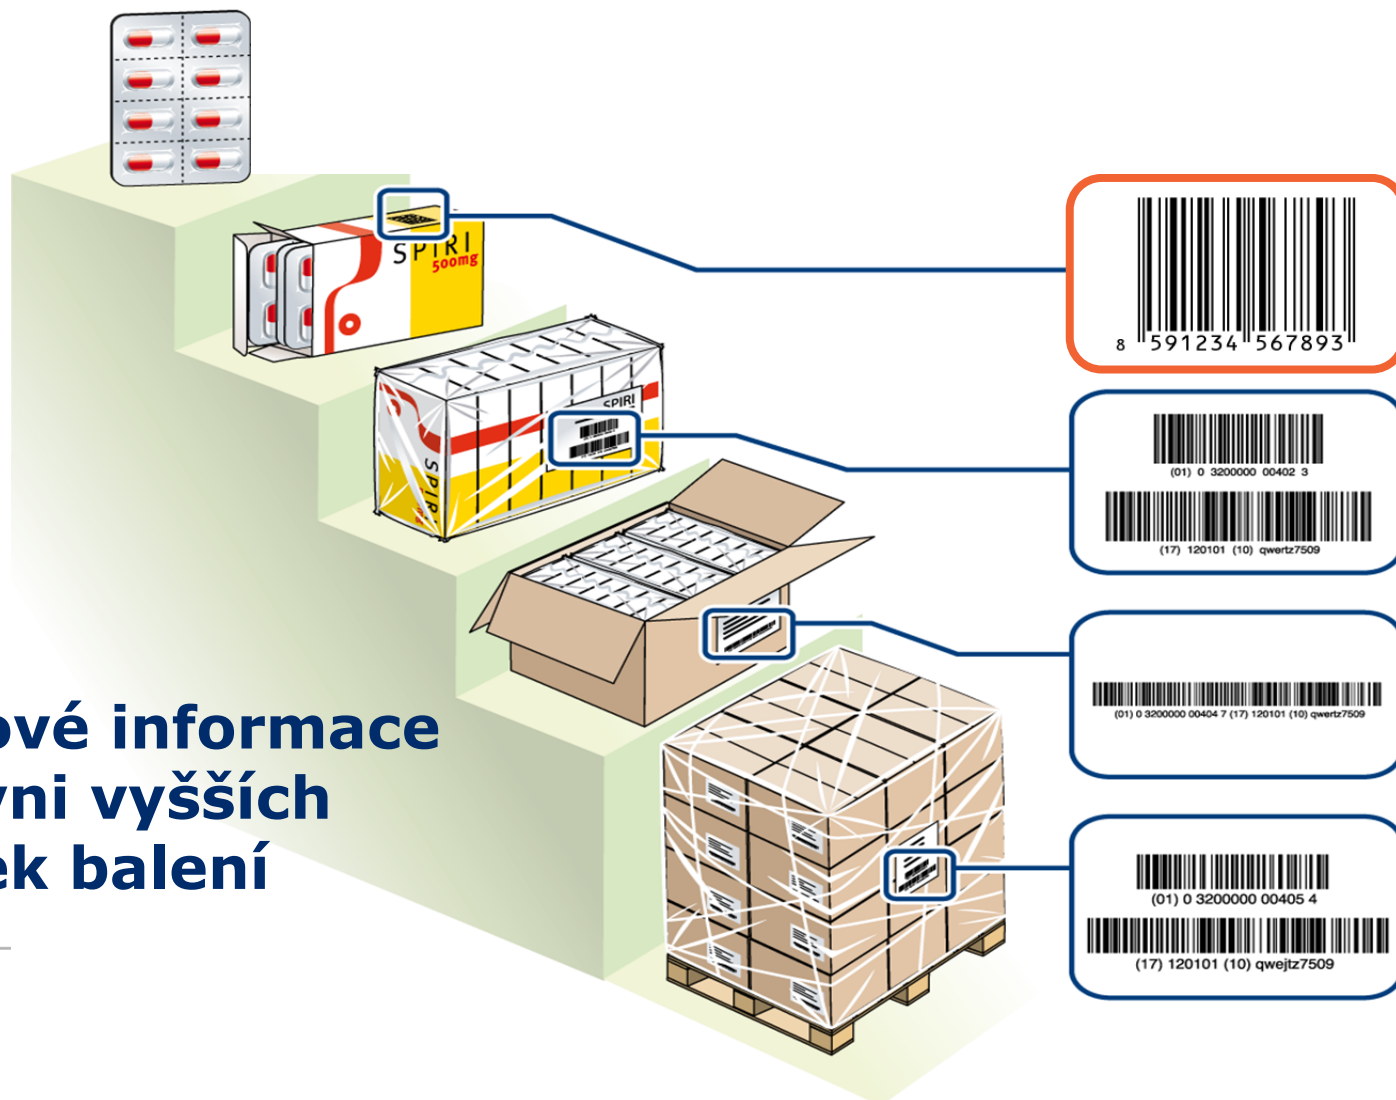 SPIRI
500mg
8 591234 567893
SPIRI
SPIRI
(01) 0 3200000 00402 3
(17) 120101 (10) qwertz7509
(01) 0 3200000 00404 7 (17) 120101 (10) qwertz7509
ové informace
vni vyšších
ek balení
(01) 0 3200000 00405 4
(17) 120101 (10) qwejtz7509